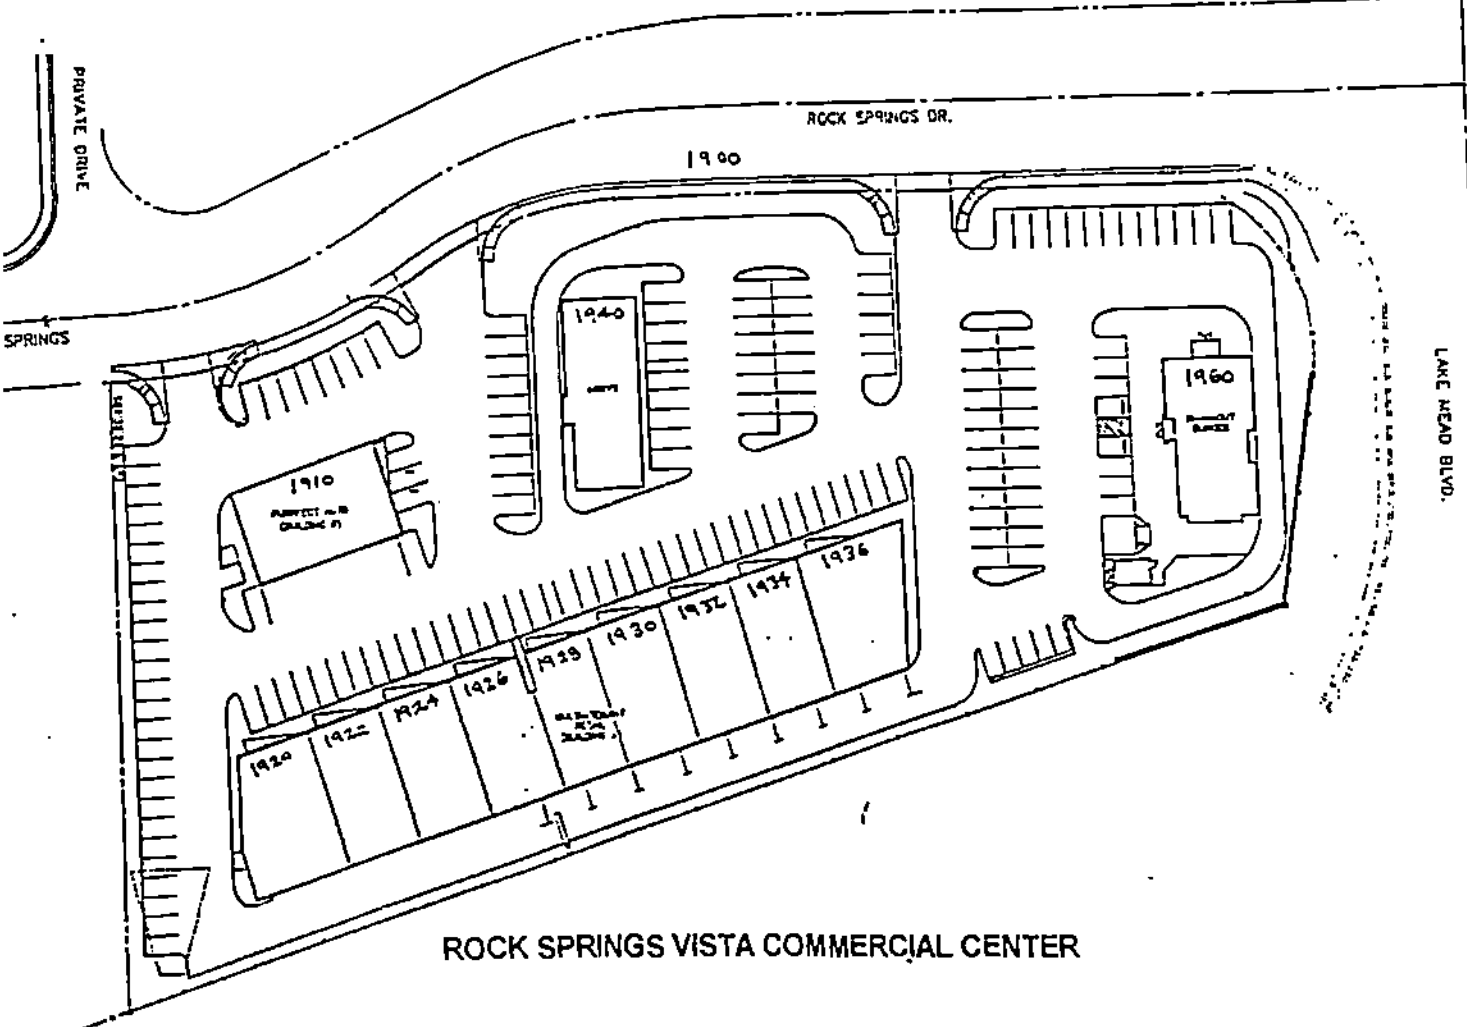 PRIVATE DRIVE
ROCK SPRINGS DR.
1900
SPRINGS
LAKE MEAD BLVD.
1940
1960
1910
1936
1934
1932
1930
1928
1926
1924
1922
1920
ROCK SPRINGS VISTA COMMERCIAL CENTER